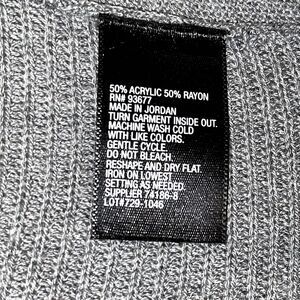 50% ACRYLIC 50% RAYON
RN# 93677
MADE IN JORDAN
TURN GARMENT INSIDE OUT.
MACHINE WASH COLD
WITH LIKE COLORS.
GENTLE CYCLE.
DO NOT BLEACH.
RESHAPE AND DRY FLAT.
IRON ON LOWEST
SETTING AS NEEDED.
SUPPLIER 74186-8
LOT#729-1046